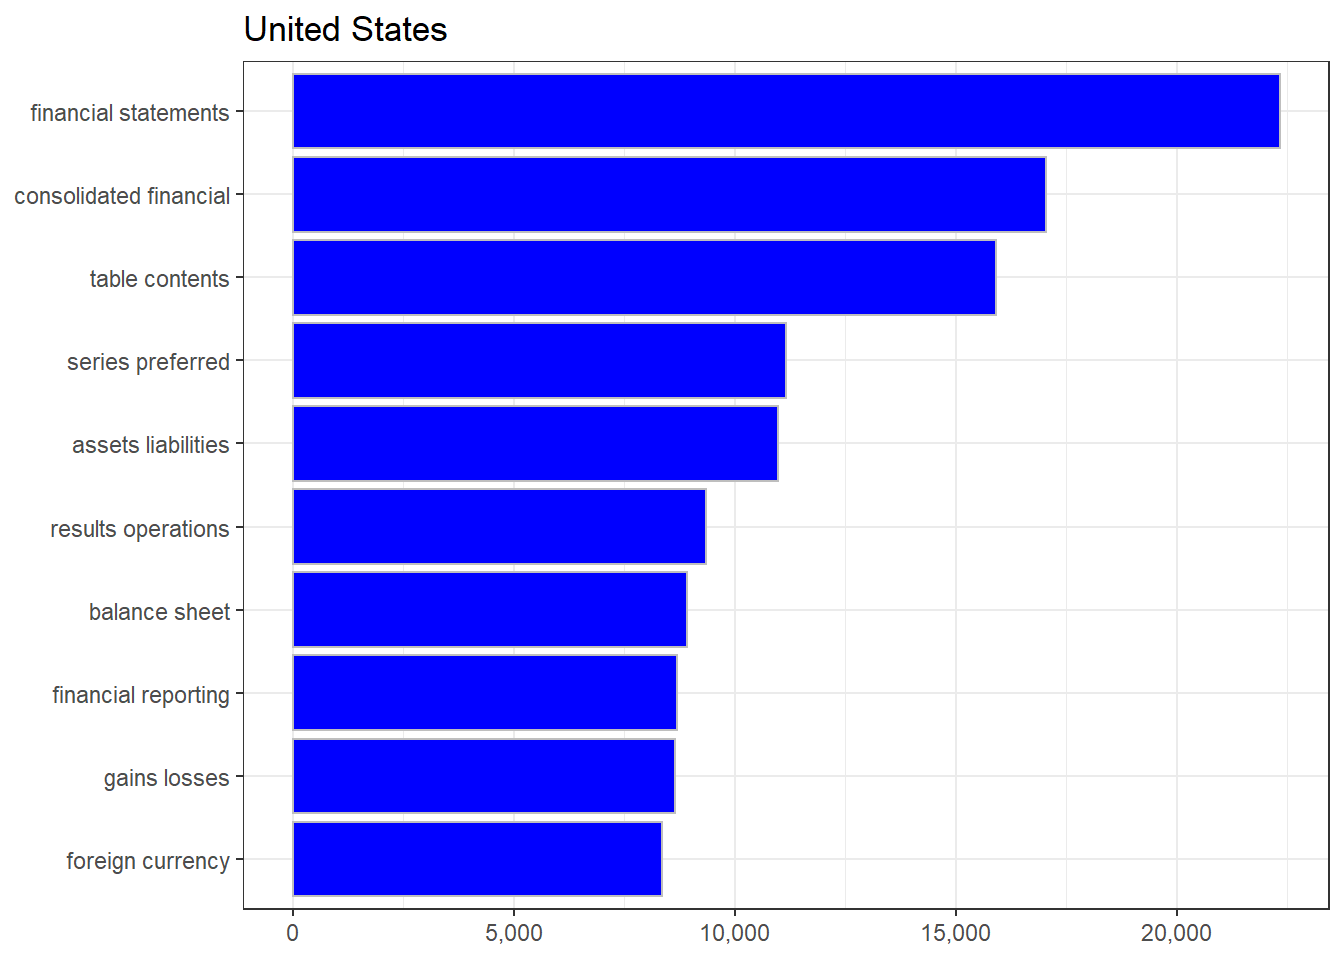 United States
financial statements
consolidated financial
table contents
series preferred
assets liabilities
results operations
balance sheet
financial reporting
gains losses
foreign currency
0 5,000 10,000 15,000 20,000